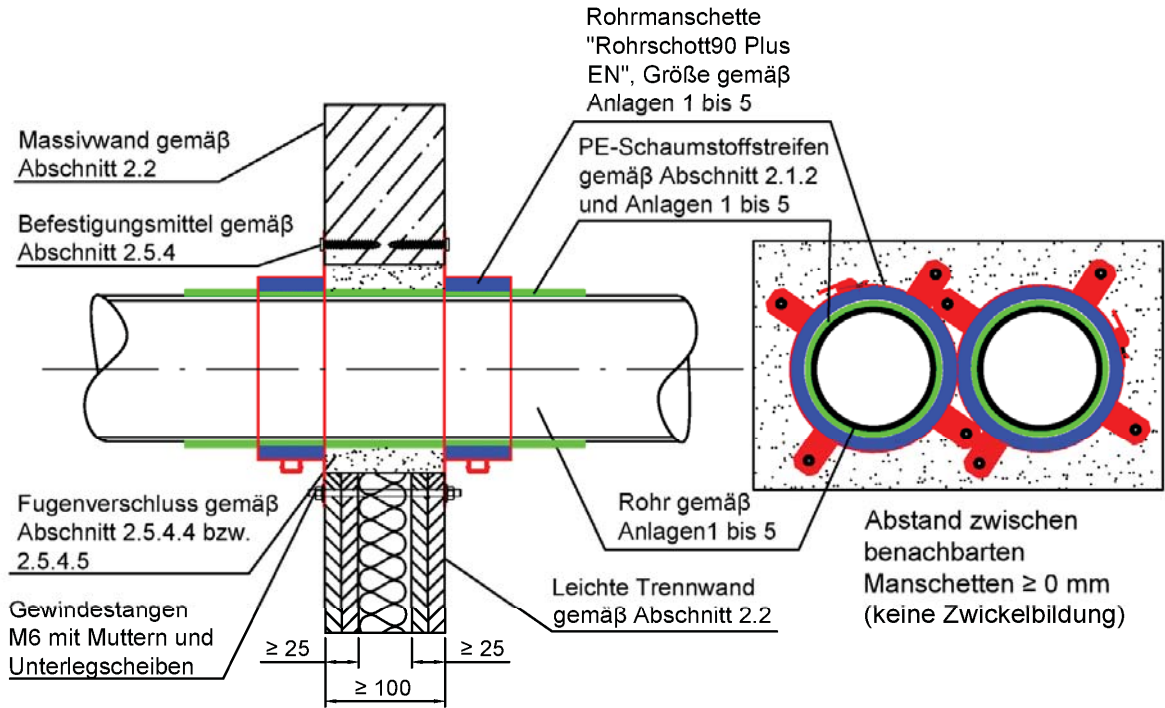 Rohrmanschette
"Rohrschott90 Plus
EN", Größe gemäß
Anlagen 1 bis 5
PE-Schaumstoffstreifen
gemäß Abschnitt 2.1.2
und Anlagen 1 bis 5
Massivwand gemäß
Abschnitt 2.2
Befestigungsmittel gemäß
Abschnitt 2.5.4
Fugenverschluss gemäß
Abschnitt 2.5.4.4 bzw.
2.5.4.5
Gewindestangen
M6 mit Muttern und
Unterlegscheiben
≥ 25
≥ 25
≥ 100
Rohr gemäß
Anlagen1 bis 5
Leichte Trennwand
gemäß Abschnitt 2.2
Abstand zwischen
benachbarten
Manschetten ≥ 0 mm
(keine Zwickelbildung)